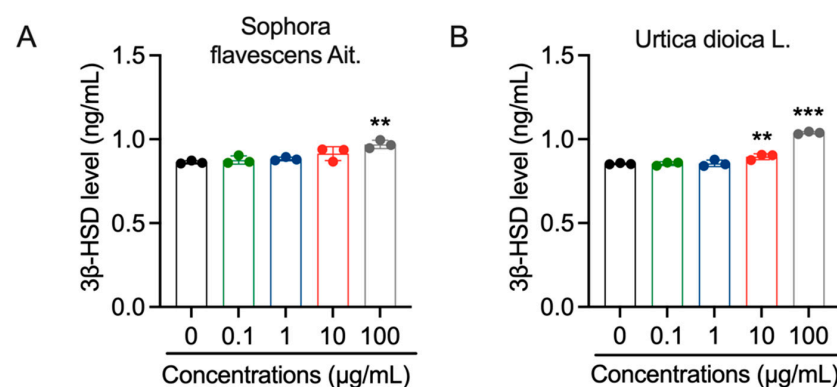 A
Sophora
flavescens Ait.
3β-HSD level (ng/mL)
1.5
1.0
0.5
0.0
**
0 0.1 1 10 100
Concentrations (μg/mL)
B
Urtica dioica L.
3β-HSD level (ng/mL)
1.5
1.0
0.5
0.0
**
***
0 0.1 1 10 100
Concentrations (μg/mL)